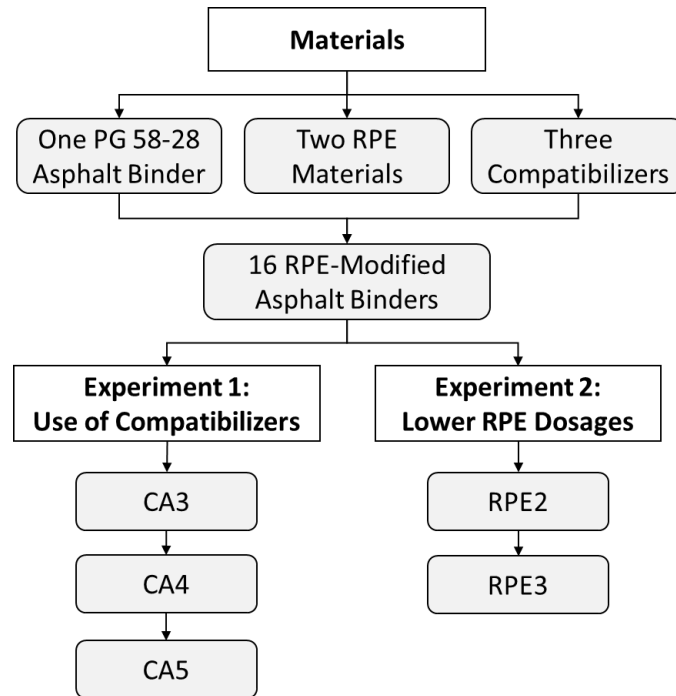 Materials
One PG 58-28
Asphalt Binder
Two RPE
Materials
Three
Compatibilizers
16 RPE-Modified
Asphalt Binders
Experiment 1:
Use of Compatibilizers
Experiment 2:
Lower RPE Dosages
CA3
CA4
CA5
RPE2
RPE3